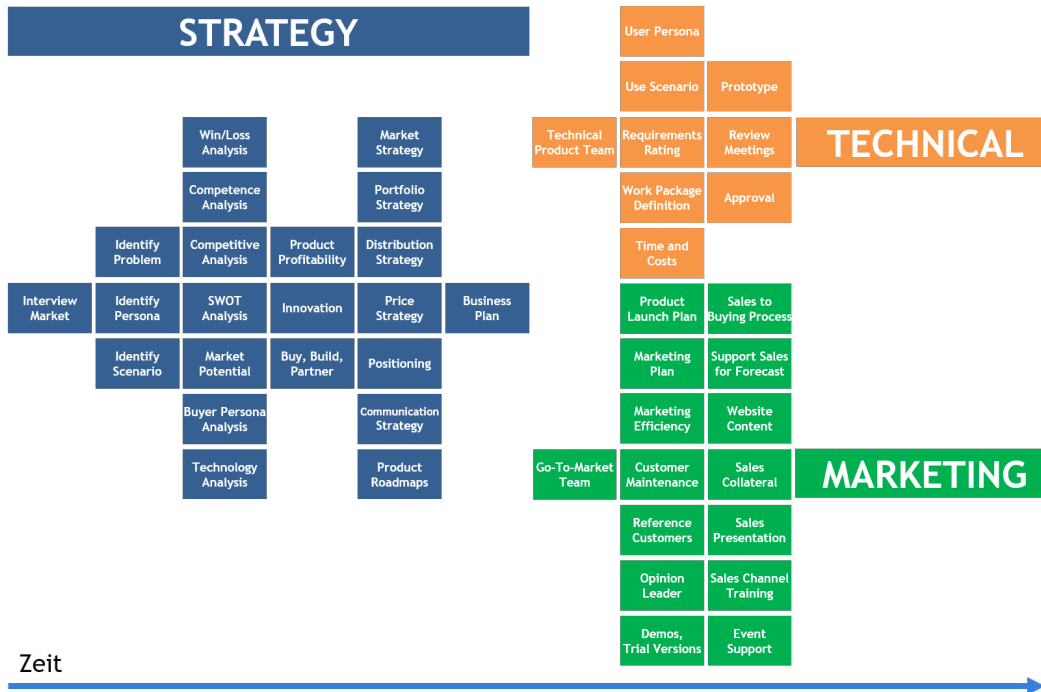 STRATEGY
Win/Loss
Analysis
Market
Strategy
Competence
Analysis
Portfolio
Strategy
Identify
Problem
Competitive
Analysis
Product
Profitability
Distribution
Strategy
Interview
Market
Identify
Persona
SWOT
Analysis
Innovation
Price
Strategy
Business
Plan
Identify
Scenario
Market
Potential
Buy, Build,
Partner
Positioning
Buyer Persona
Analysis
Communication
Strategy
Technology
Analysis
Product
Roadmaps
User Persona
Use Scenario
Prototype
Technical
Product Team
Requirements
Rating
Review
Meetings
TECHNICAL
Work Package
Definition
Approval
Time and
Costs
Product
Launch Plan
Sales to
Buying Process
Marketing
Plan
Support Sales
for Forecast
Marketing
Efficiency
Website
Content
Go-To-Market
Team
Customer
Maintenance
Sales
Collateral
MARKETING
Reference
Customers
Sales
Presentation
Opinion
Leader
Sales Channel
Training
Demos,
Trial Versions
Event
Support
Zeit